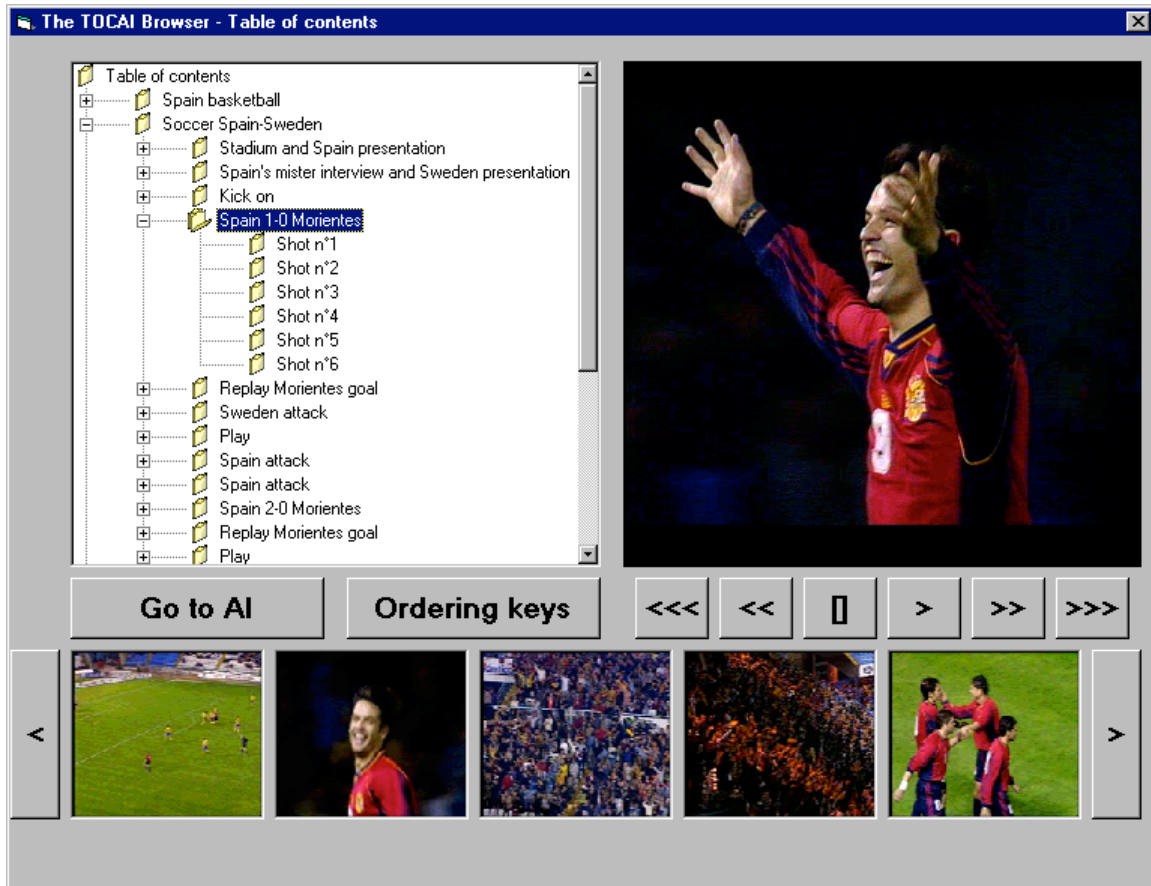 The TOCAI Browser - Table of contents
Table of contents
Spain basketball
Soccer Spain-Sweden
Stadium and Spain presentation
Spain's mister interview and Sweden presentation
Kick on
Spain 1-0 Morientes
Shot n°1
Shot n°2
Shot n°3
Shot n°4
Shot n°5
Shot n°6
Replay Morientes goal
Sweden attack
Play
Spain attack
Spain attack
Spain 2-0 Morientes
Replay Morientes goal
Play
Go to AI
Ordering keys
<<<
<<
[]
>
>>
>>>
<
>
9